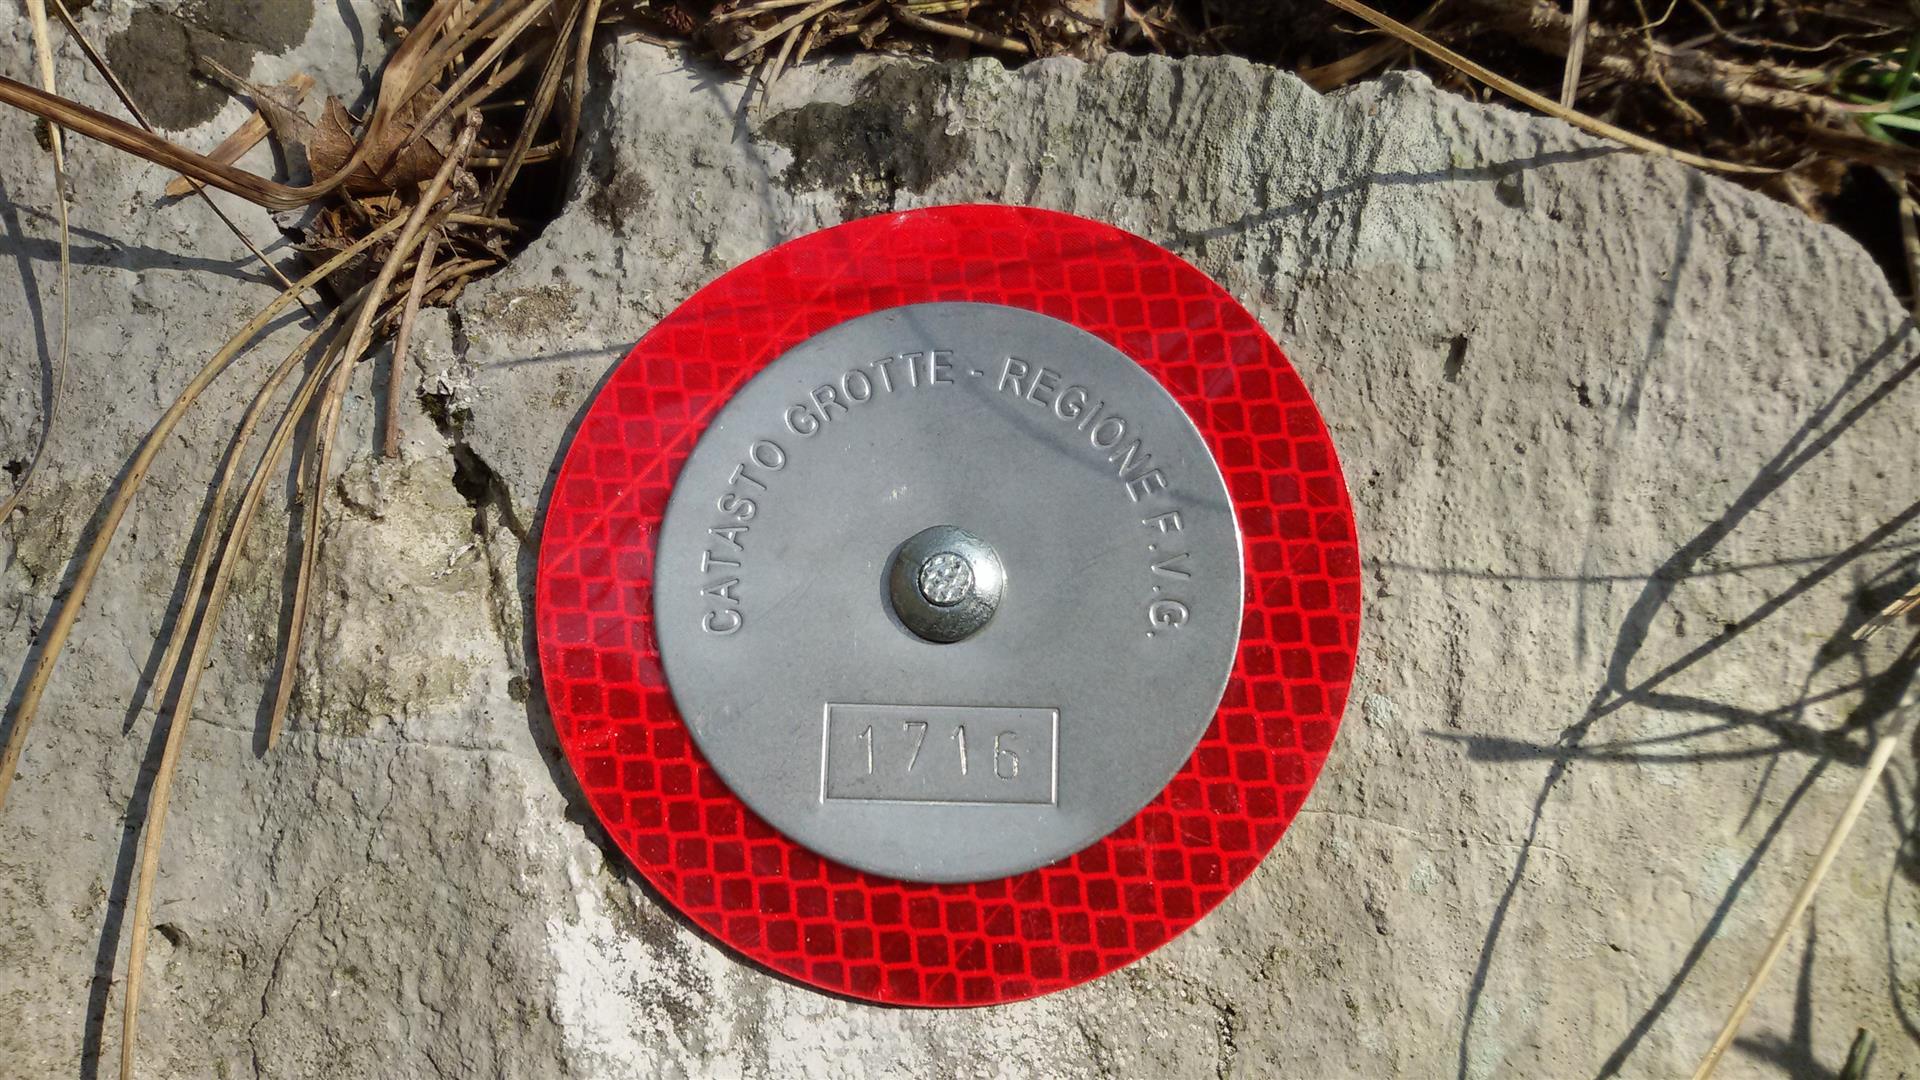 CATASTO GROTTE - REGIONE F.V.G.
1716